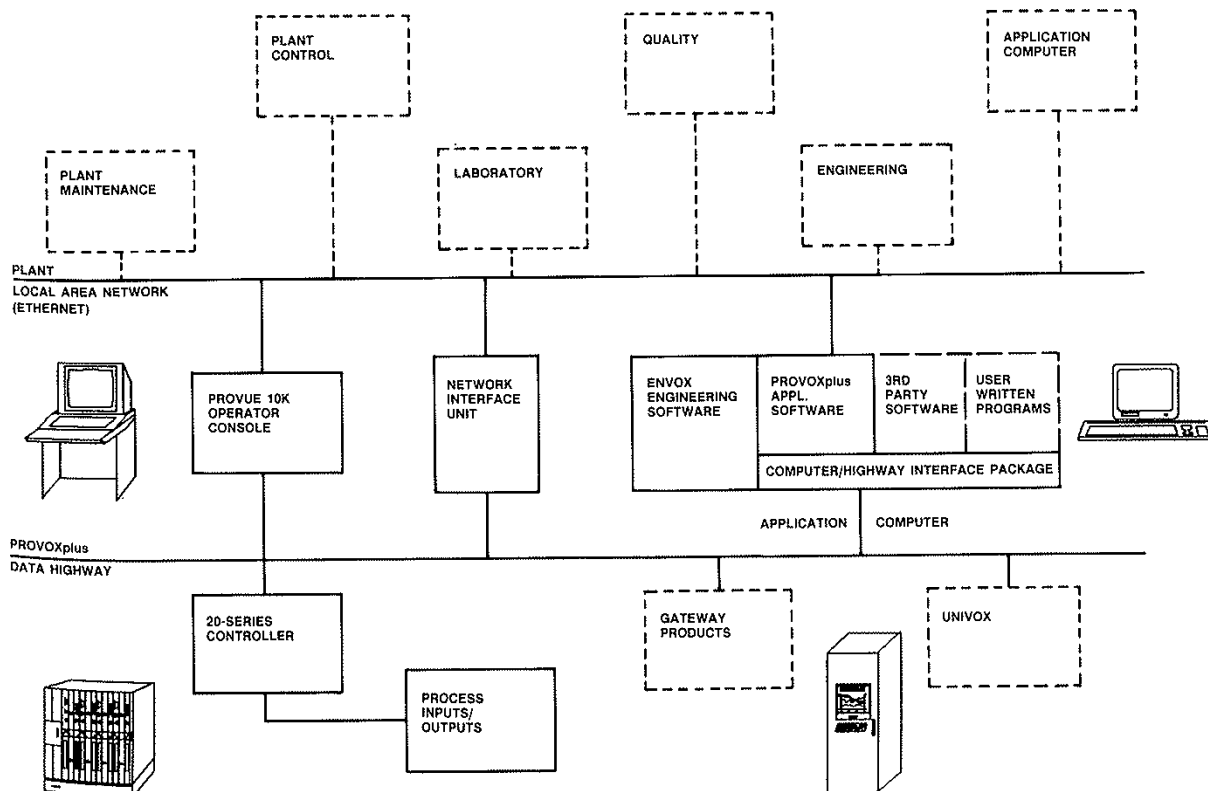 PLANT
CONTROL
QUALITY
APPLICATION
COMPUTER
PLANT
MAINTENANCE
LABORATORY
ENGINEERING
PLANT
LOCAL AREA NETWORK
(ETHERNET)
PROVUE 10K
OPERATOR
CONSOLE
NETWORK
INTERFACE
UNIT
ENVOX
ENGINEERING
SOFTWARE
PROVOXplus
APPL.
SOFTWARE
3RD
PARTY
SOFTWARE
USER
WRITTEN
PROGRAMS
COMPUTER/HIGHWAY INTERFACE PACKAGE
APPLICATION COMPUTER
PROVOXplus
DATA HIGHWAY
20-SERIES
CONTROLLER
GATEWAY
PRODUCTS
UNIVOX
PROCESS
INPUTS/
OUTPUTS